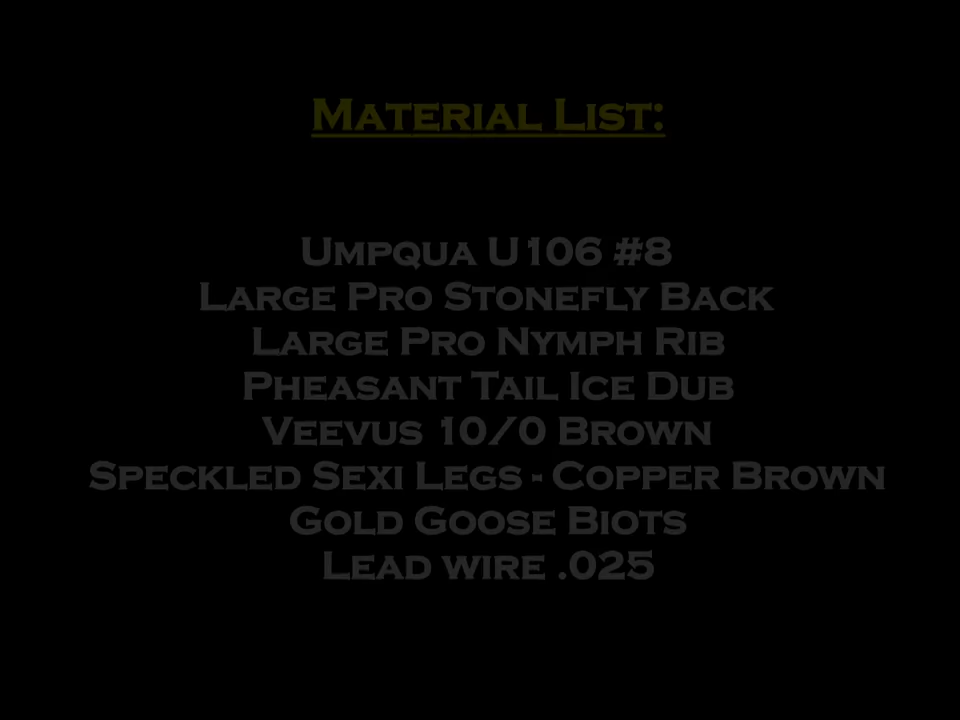 Material List:
Umpqua U106 #8
Large Pro Stonefly Back
Large Pro Nymph Rib
Pheasant Tail Ice Dub
Veevus 10/0 Brown
Speckled Sexi Legs - Copper Brown
Gold Goose Biots
Lead wire .025